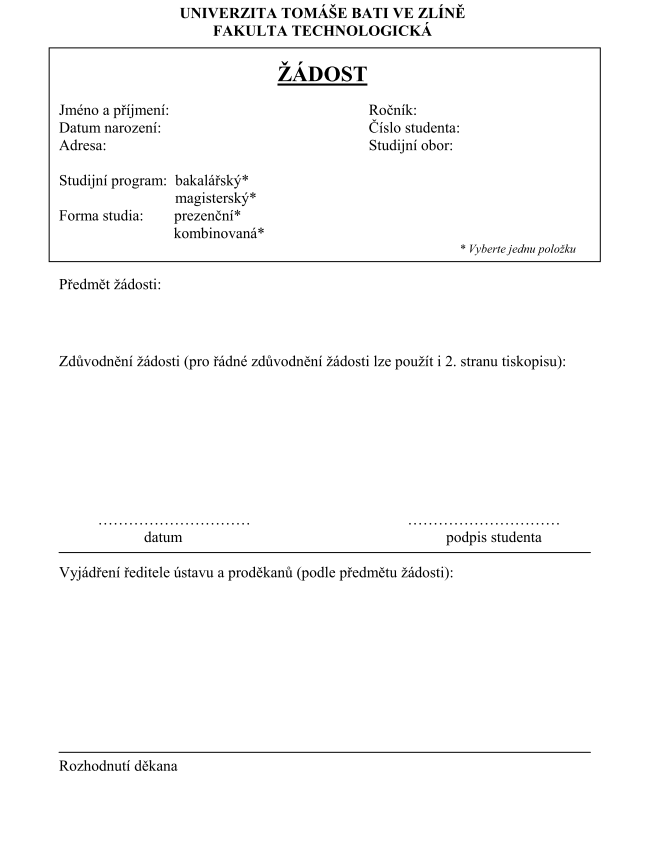 UNIVERZITA TOMÁŠE BATI VE ZLÍNĚ
FAKULTA TECHNOLOGICKÁ
ŽÁDOST
Jméno a příjmení:
Ročník:
Datum narození:
Číslo studenta:
Adresa:
Studijní obor:
Studijní program: bakalářský*
magisterský*
Forma studia: prezenční*
kombinovaná*
* Vyberte jednu položku
Předmět žádosti:
Zdůvodnění žádosti (pro řádné zdůvodnění žádosti lze použít i 2. stranu tiskopisu):
………………………… …………………………
datum podpis studenta
Vyjádření ředitele ústavu a proděkanů (podle předmětu žádosti):
Rozhodnutí děkana